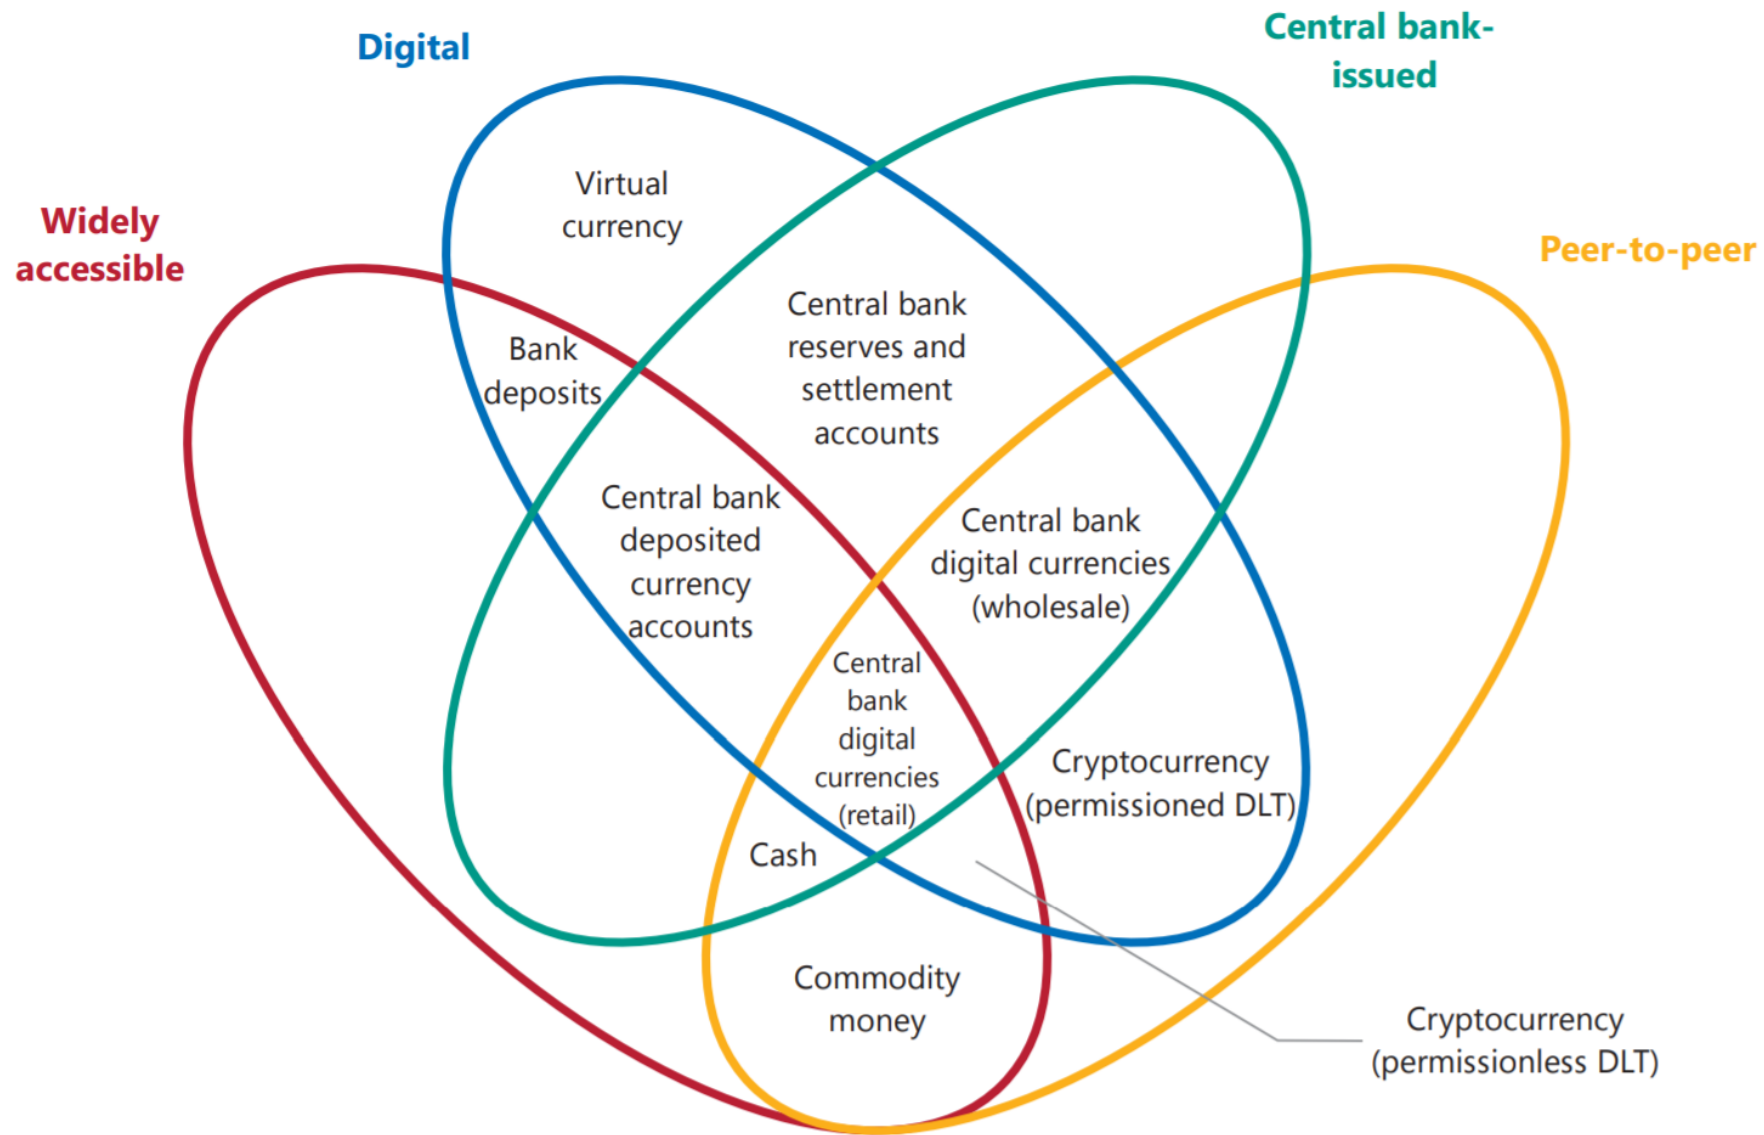 Digital
Central bank-
issued
Widely
accessible
Peer-to-peer
Virtual
currency
Bank
deposits
Central bank
reserves and
settlement
accounts
Central bank
deposited
currency
accounts
Central bank
digital currencies
(wholesale)
Central
bank
digital
currencies
(retail)
Cryptocurrency
(permissioned DLT)
Cash
Commodity
money
Cryptocurrency
(permissionless DLT)